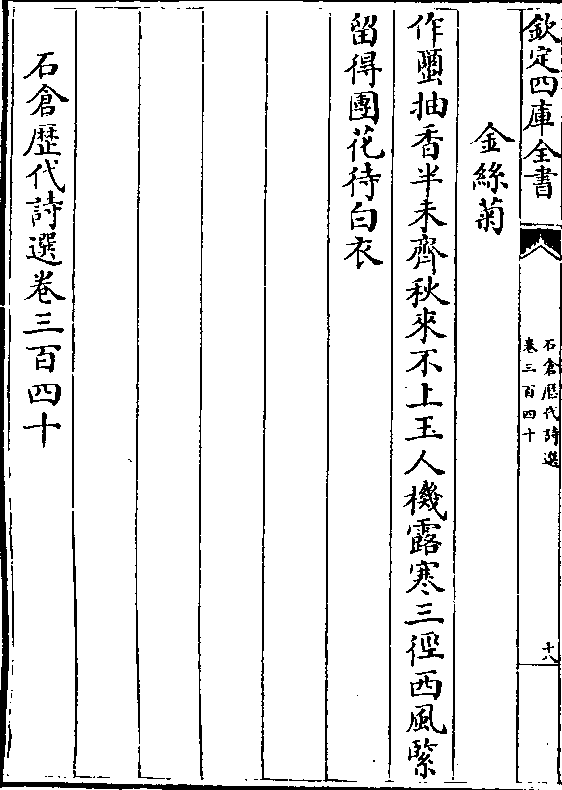 欽定四庫全書
石倉歷代詩選
卷三百四十
十八
金絲菊
作蠒抽香半未齊秋來不上玉人機露寒三徑西風緊
留得團花待白衣
石倉歷代詩選卷三百四十